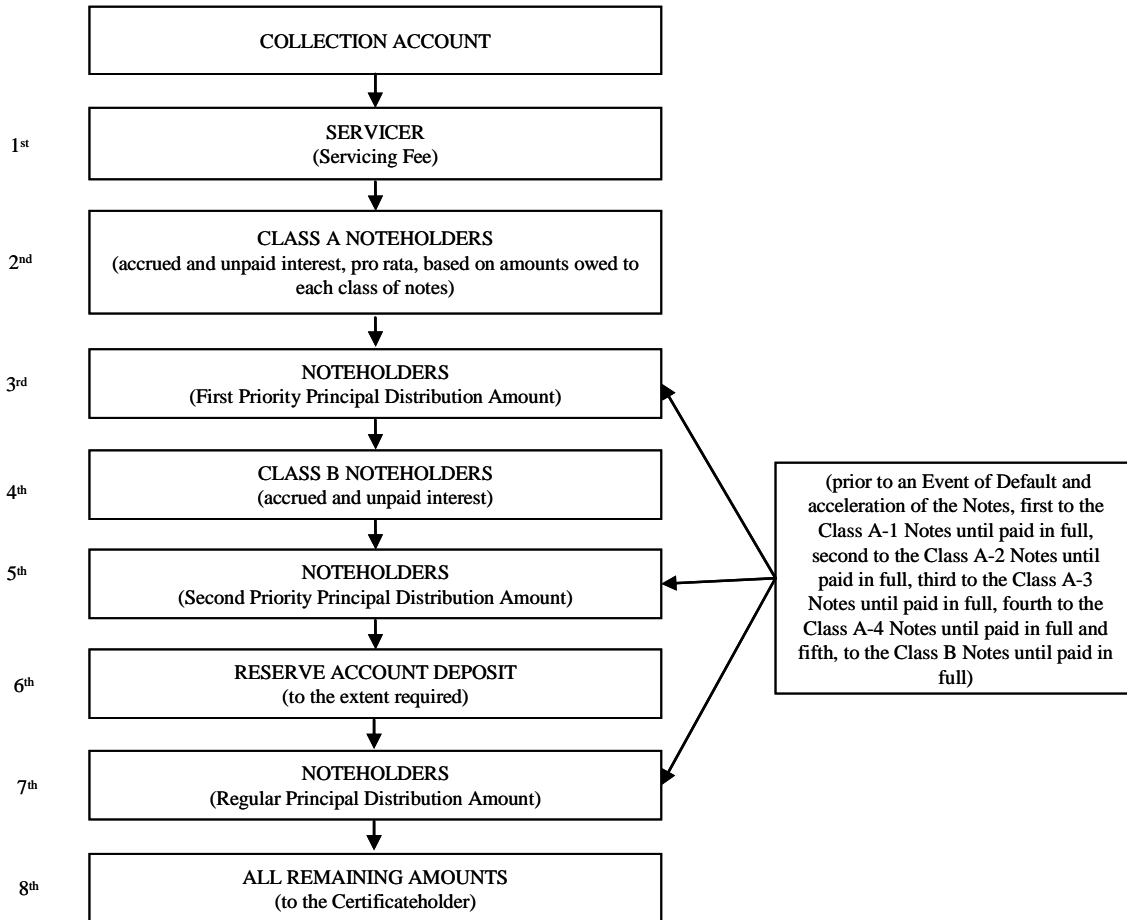 COLLECTION ACCOUNT
1st
SERVICER
(Servicing Fee)
2nd
CLASS A NOTEHOLDERS
(accrued and unpaid interest, pro rata, based on amounts owed to
each class of notes)
3rd
NOTEHOLDERS
(First Priority Principal Distribution Amount)
4th
CLASS B NOTEHOLDERS
(accrued and unpaid interest)
5th
NOTEHOLDERS
(Second Priority Principal Distribution Amount)
6th
RESERVE ACCOUNT DEPOSIT
(to the extent required)
7th
NOTEHOLDERS
(Regular Principal Distribution Amount)
8th
ALL REMAINING AMOUNTS
(to the Certificateholder)
(prior to an Event of Default and
acceleration of the Notes, first to the
Class A-1 Notes until paid in full,
second to the Class A-2 Notes until
paid in full, third to the Class A-3
Notes until paid in full, fourth to the
Class A-4 Notes until paid in full and
fifth, to the Class B Notes until paid in
full)